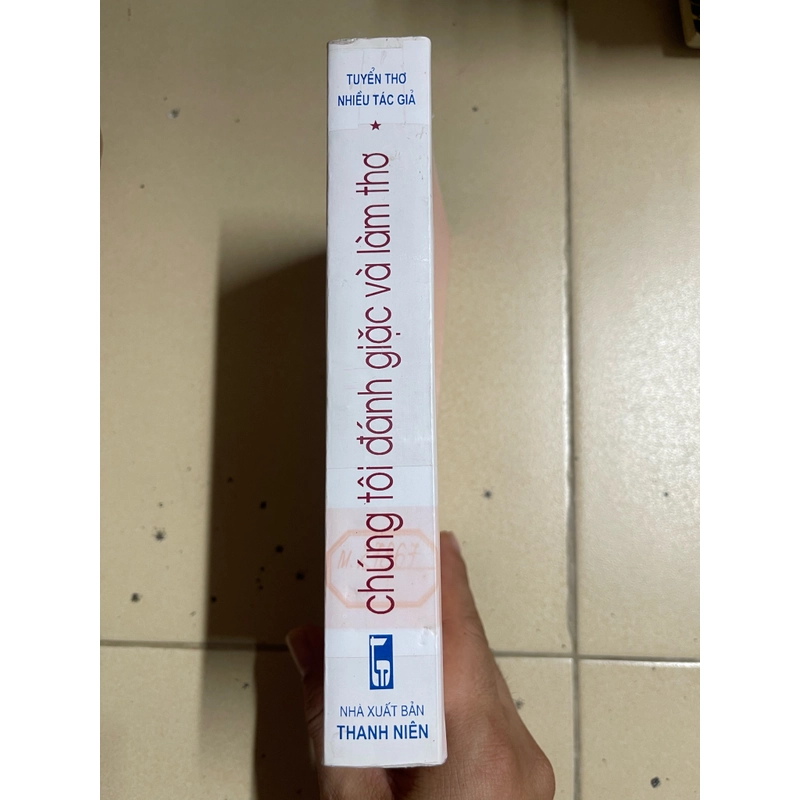 TUYỂN THƠ
NHIỀU TÁC GIẢ
chúng tôi đánh giặc và làm thơ
NHÀ XUẤT BẢN
THANH NIÊN